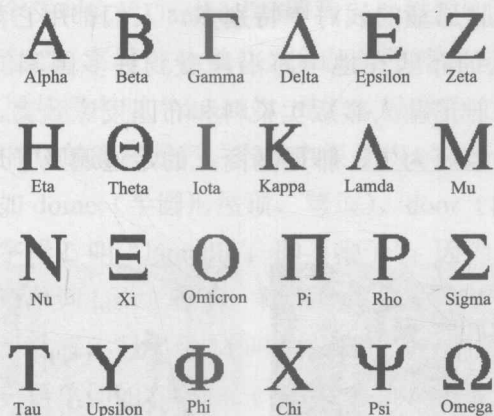 Α Β Γ Δ Ε Ζ
Alpha Beta Gamma Delta Epsilon Zeta
Η Θ Ι Κ Λ Μ
Eta Theta Iota Kappa Lamda Mu
Ν Ξ Ο Π Ρ Σ
Nu Xi Omicron Pi Rho Sigma
Τ Υ Φ Χ Ψ Ω
Tau Upsilon Phi Chi Psi Omega